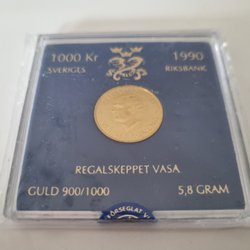 1000 Kr 1990
SVERIGES RIKSBANK
REGALSKEPPET VASA
GULD 900/1000 5,8 GRAM
FÖRSEGLAT